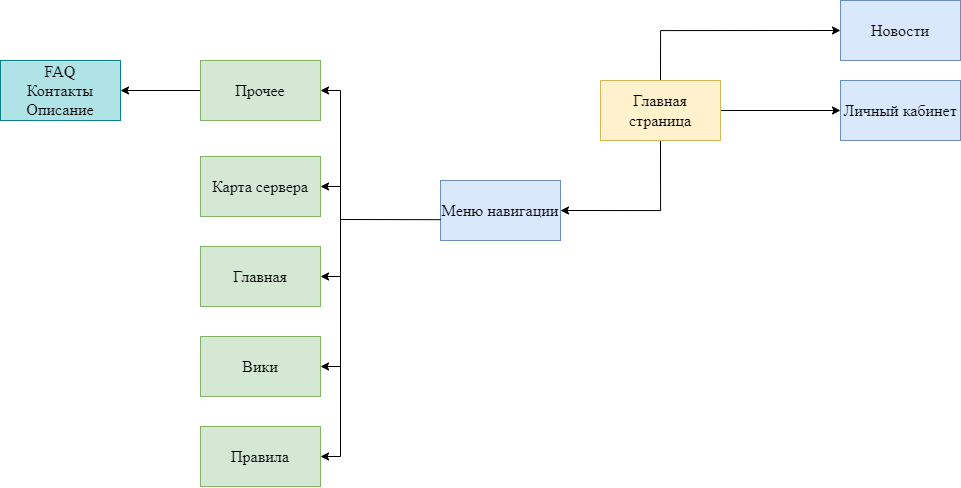 Новости
FAQ
Контакты
Описание
Прочее
Главная
страница
Личный кабинет
Карта сервера
Меню навигации
Главная
Вики
Правила